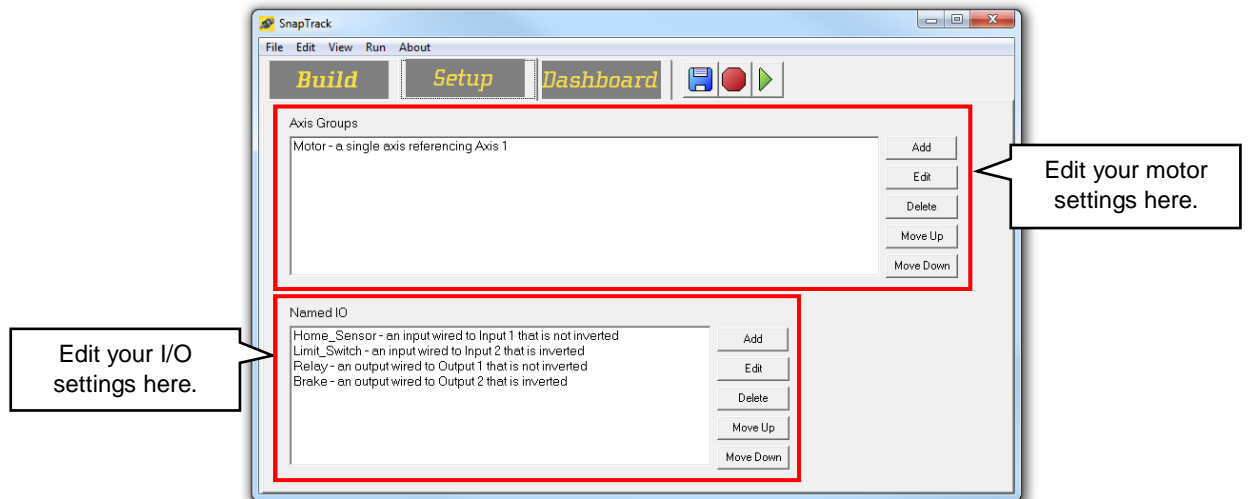 SnapTrack
File Edit View Run About
Build Setup Dashboard
Axis Groups
Motor - a single axis referencing Axis 1
Add
Edit
Delete
Move Up
Move Down
Edit your motor
settings here.
Named IO
Home_Sensor - an input wired to Input 1 that is not inverted
Limit_Switch - an input wired to Input 2 that is inverted
Relay - an output wired to Output 1 that is not inverted
Brake - an output wired to Output 2 that is inverted
Add
Edit
Delete
Move Up
Move Down
Edit your I/O
settings here.